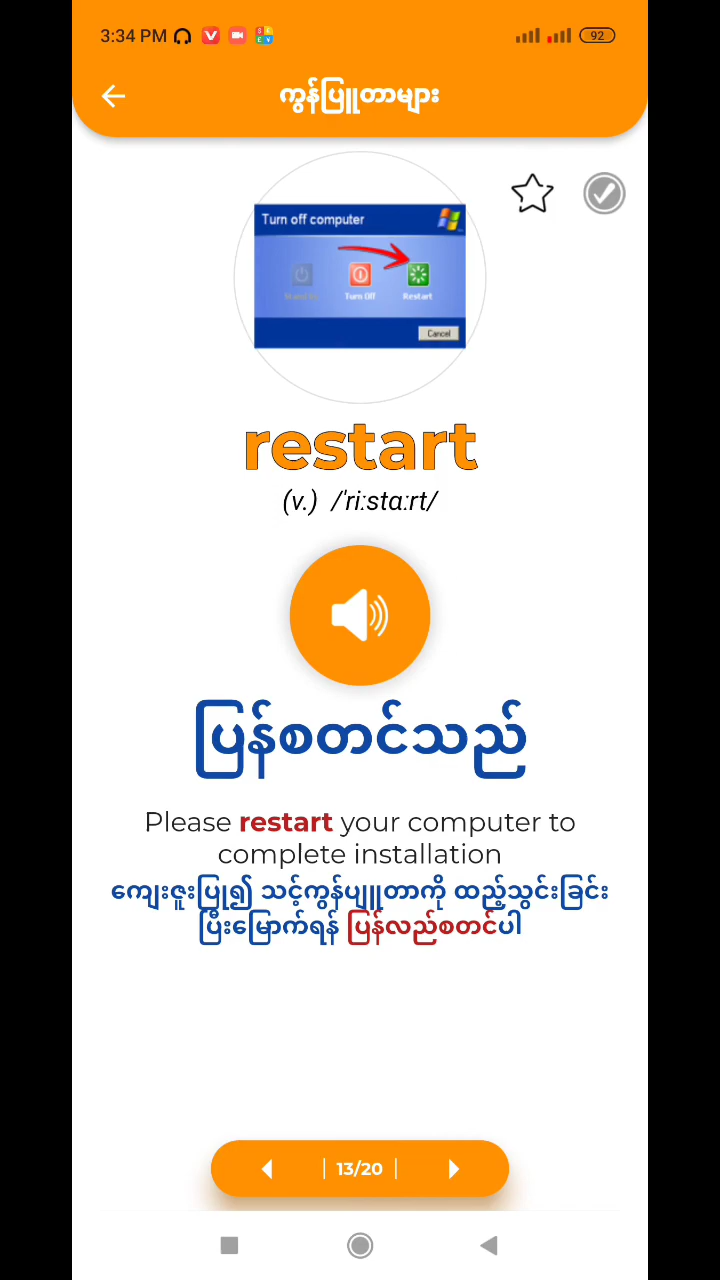 3:34 PM
92
ကွန်ပြူတာများ
Turn off computer
Turn Off
Restart
Cancel
restart
(v.) /ˈriːstɑːrt/
ပြန်စတင်သည်
Please restart your computer to
complete installation
ကျေးဇူးပြု၍ သင့်ကွန်ပျူတာကို ထည့်သွင်းခြင်း
ပြီးမြောက်ရန် ပြန်လည်စတင်ပါ
13/20